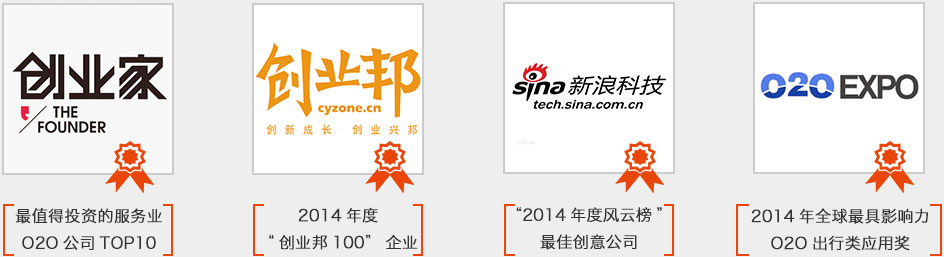 创业家
THE
FOUNDER
最值得投资的服务业
O2O 公司 TOP10
创业邦
cyzone.cn
创新成长·创业兴邦
2014 年度
“ 创业邦 100” 企业
sina 新浪科技
tech.sina.com.cn
“2014 年度风云榜 ”
最佳创意公司
O2O EXPO
2014 年全球最具影响力
O2O 出行类应用奖